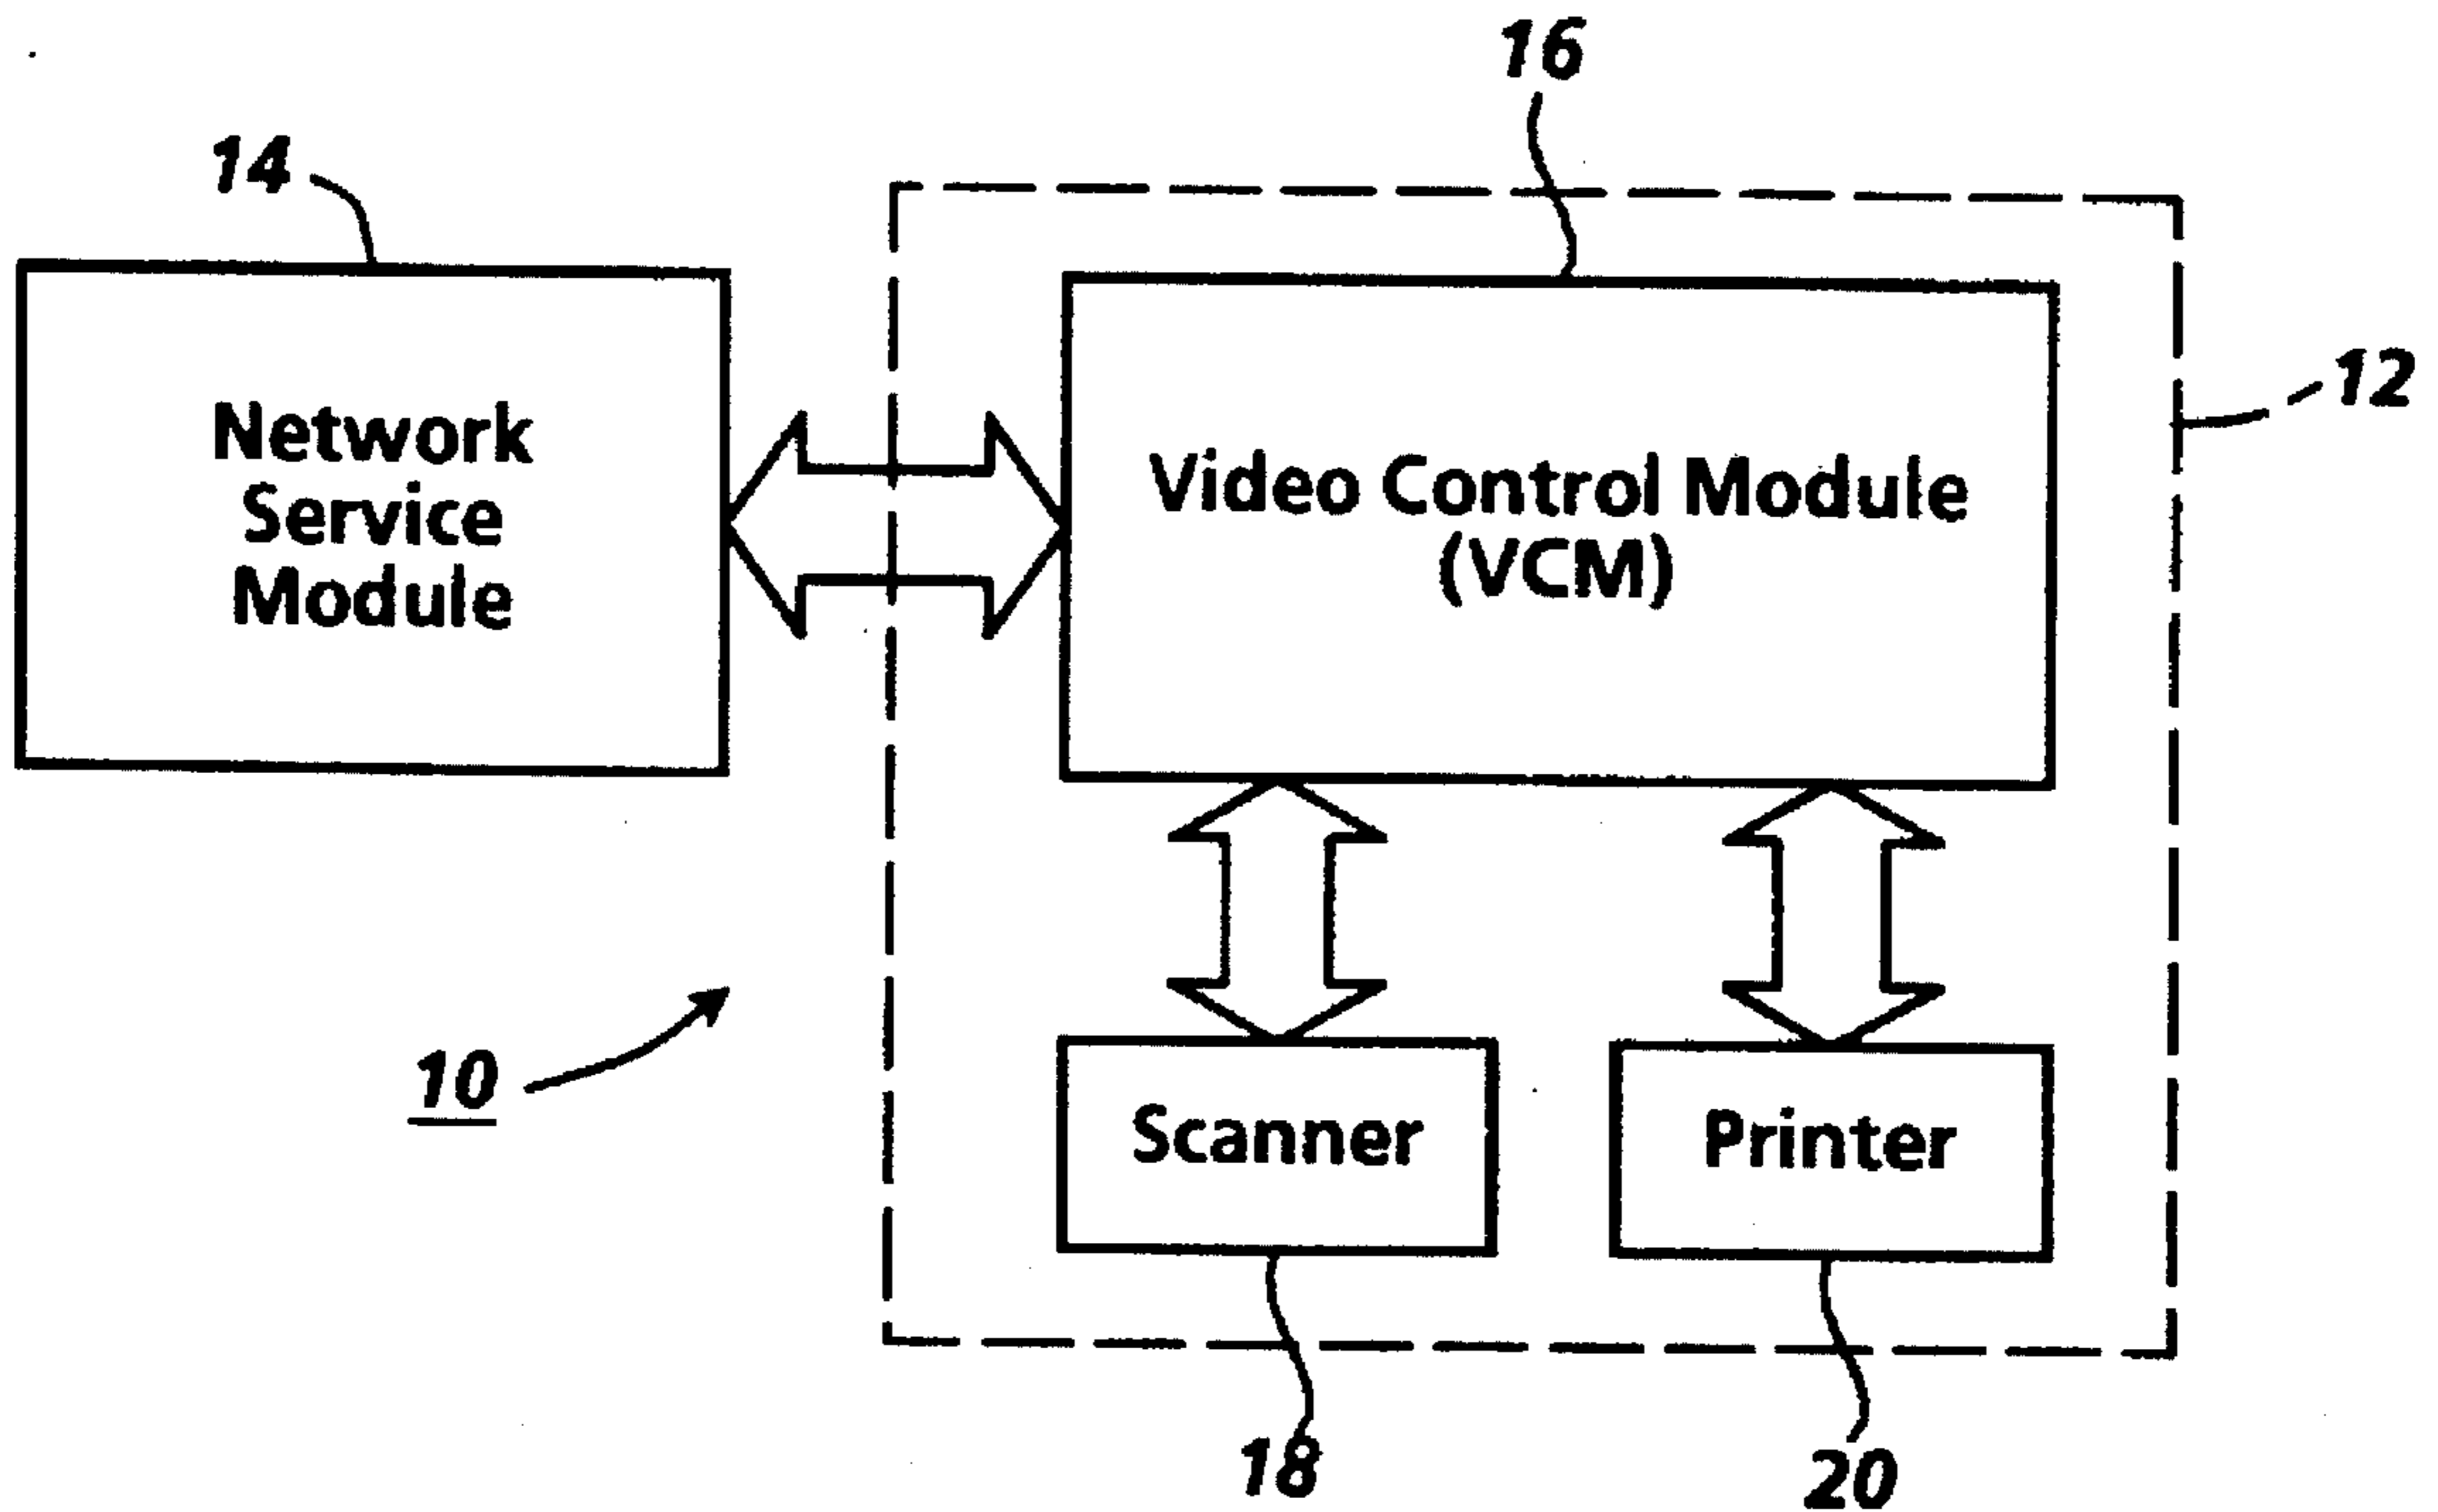 16
14
12
Network
Service
Module
Video Control Module
(VCM)
10
Scanner
Printer
18
20